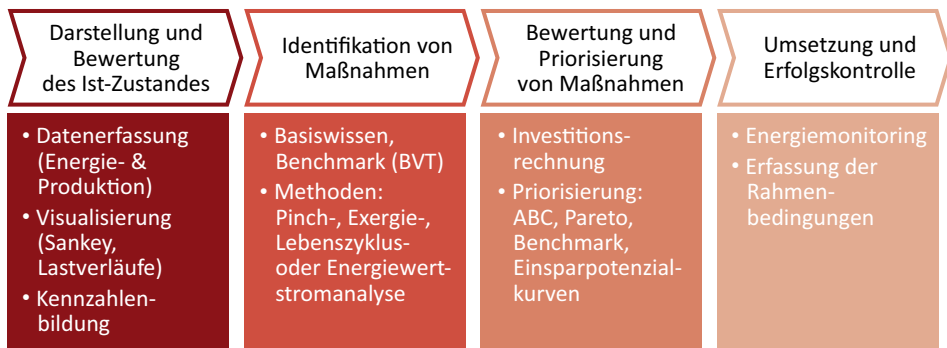 Darstellung und
Bewertung
des Ist-Zustandes
Identifikation von
Maßnahmen
Bewertung und
Priorisierung
von Maßnahmen
Umsetzung und
Erfolgskontrolle
• Datenerfassung
(Energie- &
Produktion)
• Visualisierung
(Sankey,
Lastverläufe)
• Kennzahlen-
bildung
• Basiswissen,
Benchmark (BVT)
• Methoden:
Pinch-, Exergie-,
Lebenszyklus-
oder Energiewert-
stromanalyse
• Investitions-
rechnung
• Priorisierung:
ABC, Pareto,
Benchmark,
Einsparpotenzial-
kurven
• Energiemonitoring
• Erfassung der
Rahmen-
bedingungen